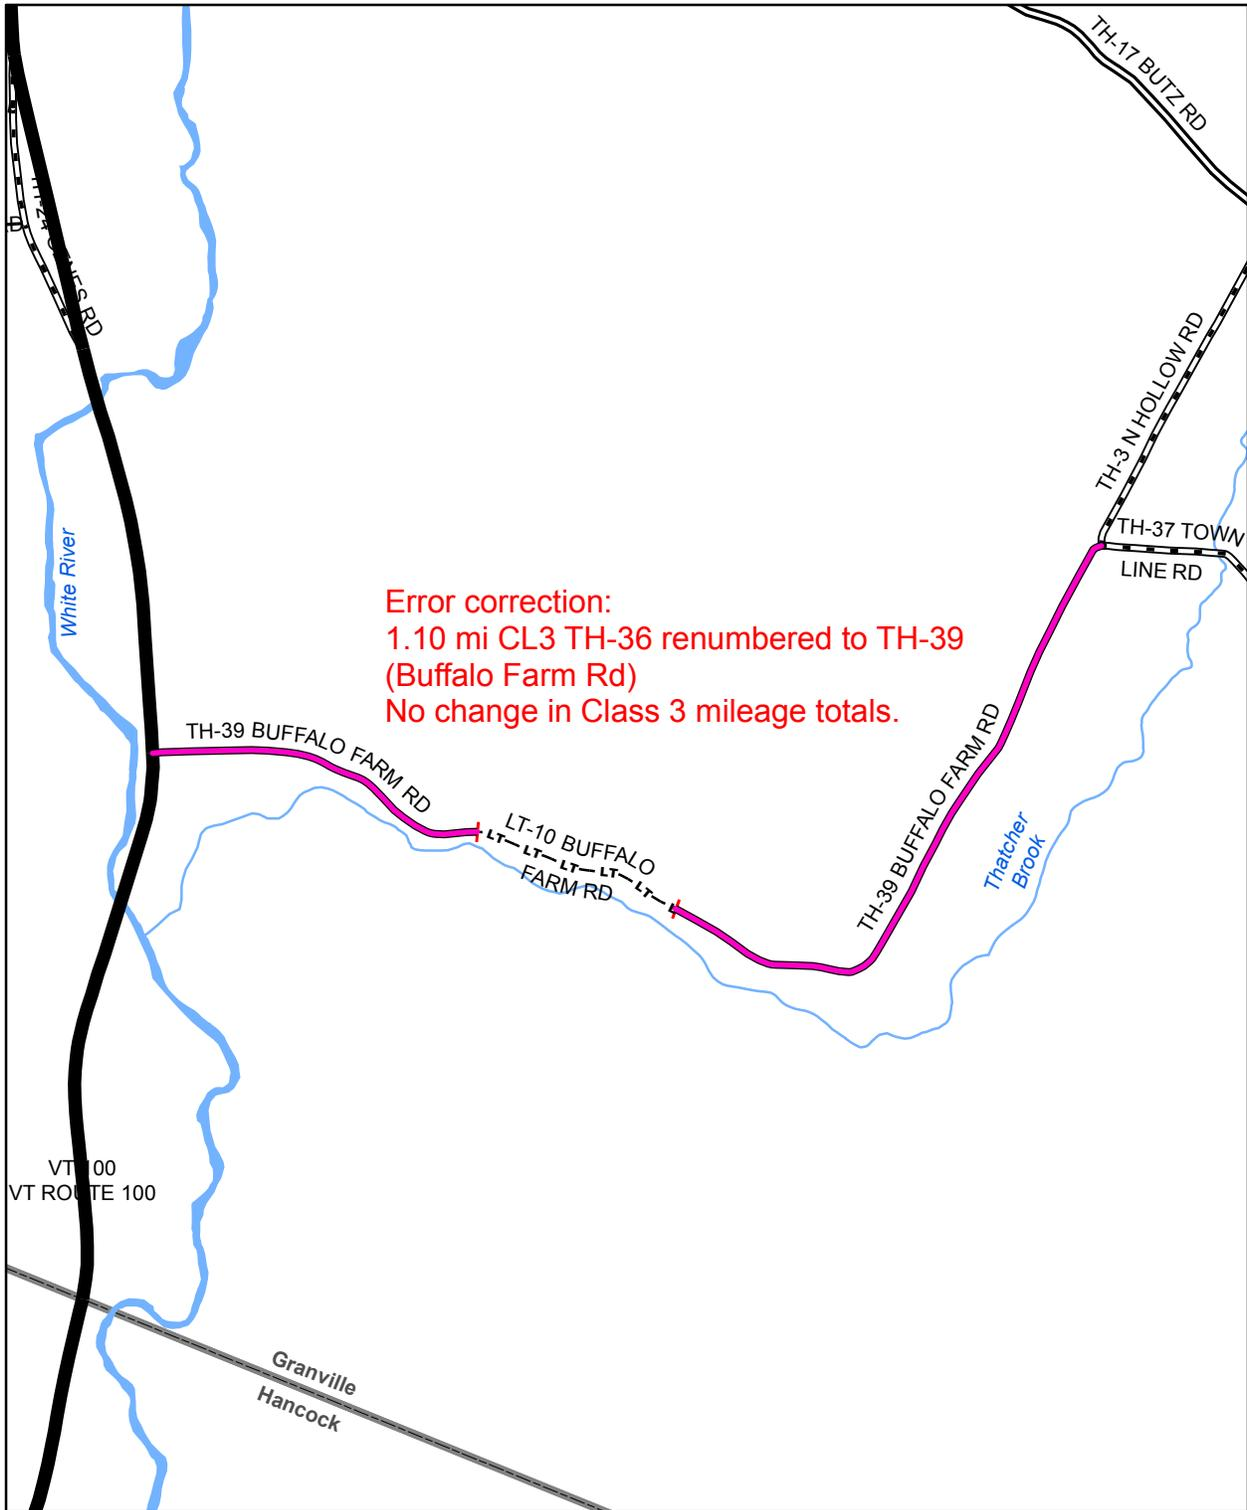 TH-17 BUTZ RD
RD
D
TH-3 N HOLLOW RD
TH-37 TOWN
LINE RD
White River
Error correction:
1.10 mi CL3 TH-36 renumbered to TH-39
(Buffalo Farm Rd)
No change in Class 3 mileage totals.
TH-39 BUFFALO FARM RD
TH-39 BUFFALO FARM RD
LT-10 BUFFALO
FARM RD
LT LT LT LT LT
Thatcher
Brook
VT 100
VT ROUTE 100
Granville
Hancock